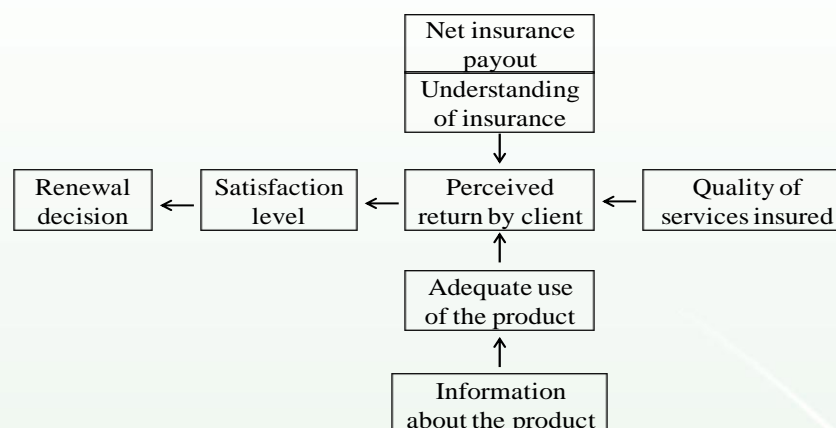 Net insurance
payout
Understanding
of insurance
Renewal
decision
Satisfaction
level
Perceived
return by client
Quality of
services insured
Adequate use
of the product
Information
about the product